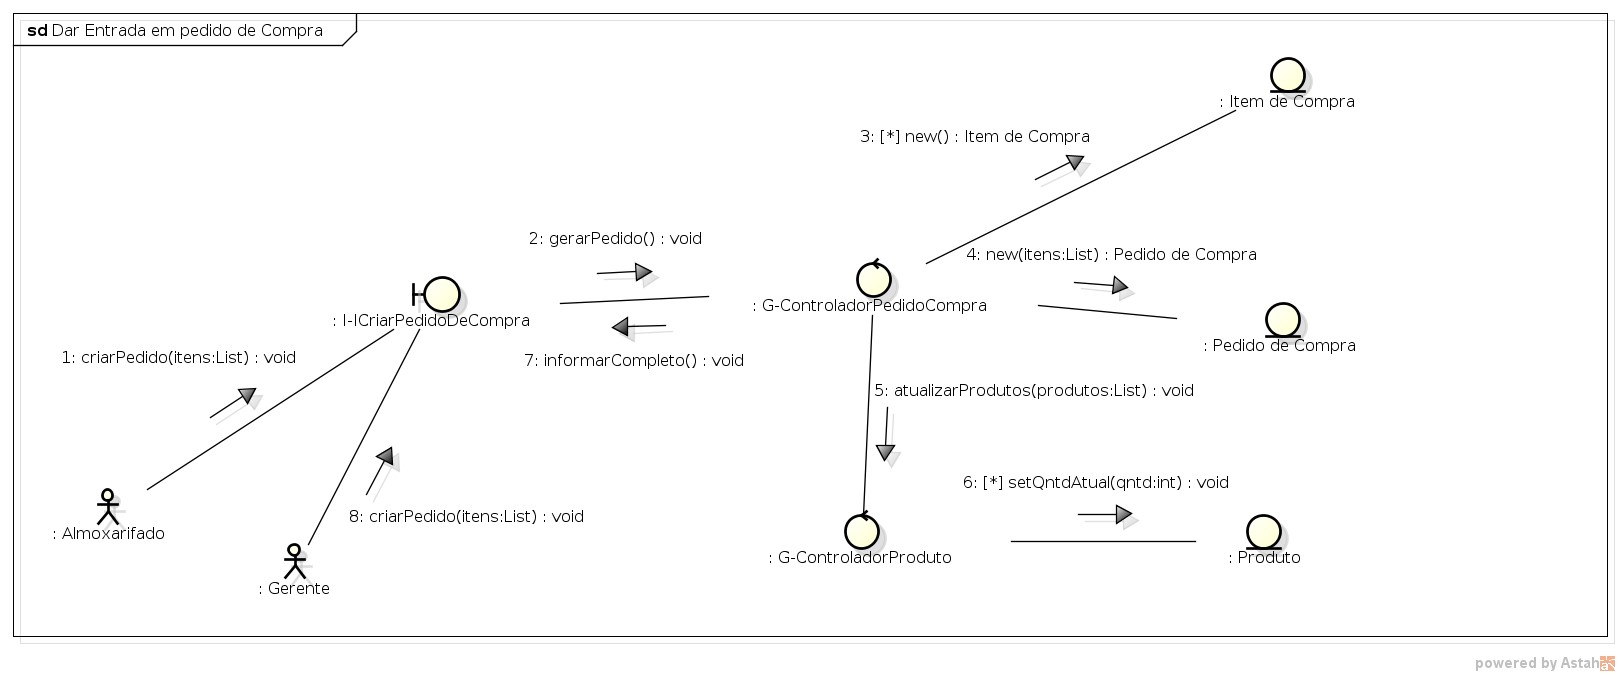 sd Dar Entrada em pedido de Compra
: Item de Compra
3: [*] new() : Item de Compra
2: gerarPedido() : void
4: new(itens:List) : Pedido de Compra
: I-ICriarPedidoDeCompra
: G-ControladorPedidoCompra
: Pedido de Compra
1: criarPedido(itens:List) : void
7: informarCompleto() : void
5: atualizarProdutos(produtos:List) : void
6: [*] setQntdAtual(qntd:int) : void
8: criarPedido(itens:List) : void
: Almoxarifado
: G-ControladorProduto
: Produto
: Gerente
powered by Astah